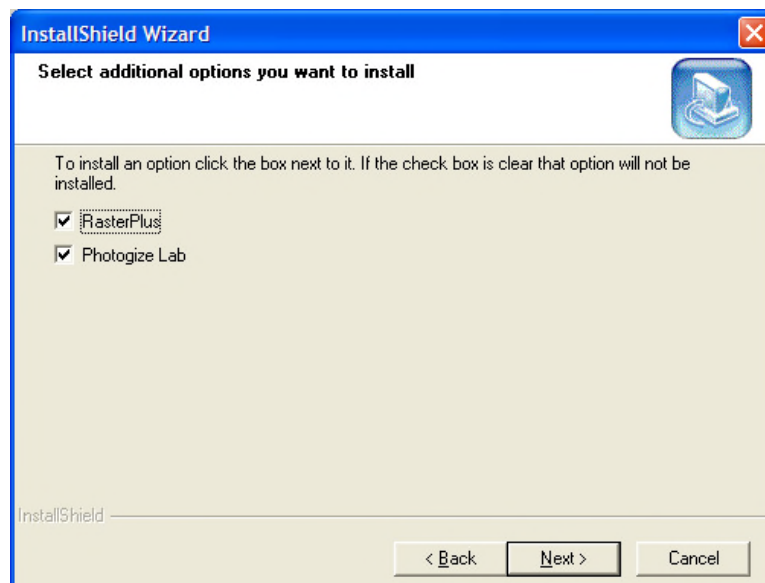 InstallShield Wizard
Select additional options you want to install
To install an option click the box next to it. If the check box is clear that option will not be
installed.
RasterPlus
Photogize Lab
InstallShield
< Back Next > Cancel